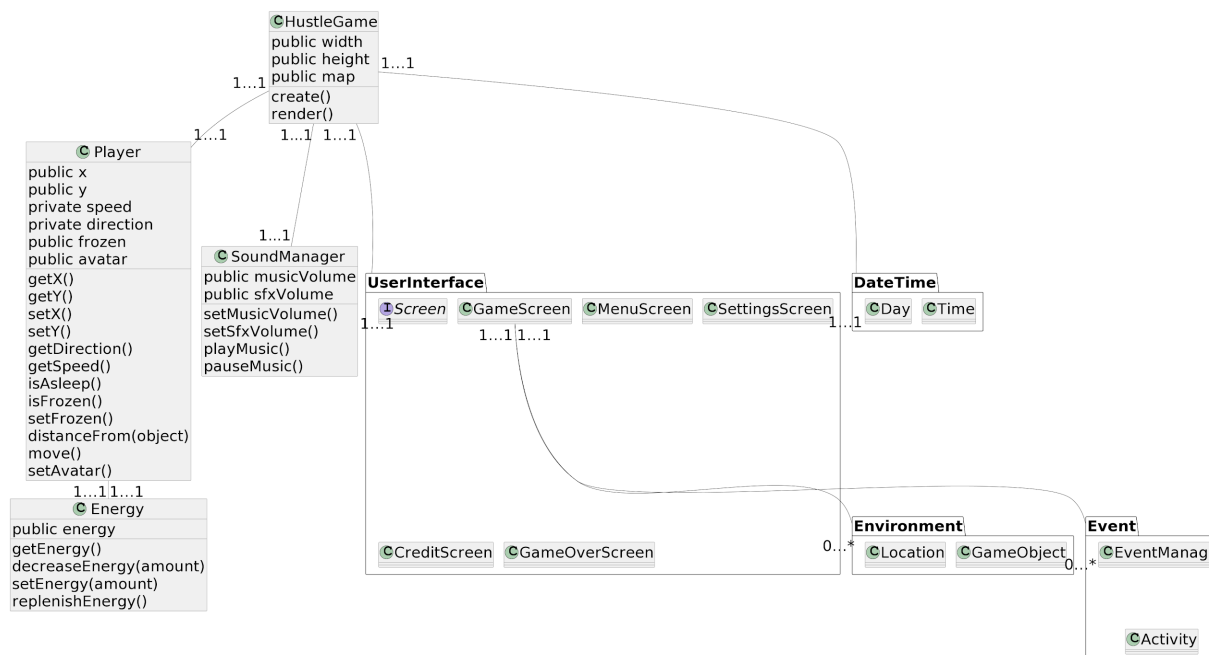 C HustleGame
public width
public height
public map
create()
render()
1...1
1...1
1...1
1...1
1...1
C Player
public x
public y
private speed
private direction
public frozen
public avatar
getX()
getY()
setX()
setY()
getDirection()
getSpeed()
isAsleep()
isFrozen()
setFrozen()
distanceFrom(object)
move()
setAvatar()
1...1
C SoundManager
public musicVolume
public sfxVolume
setMusicVolume()
setSfxVolume()
playMusic()
pauseMusic()
UserInterface
I Screen
C GameScreen
C MenuScreen
C SettingsScreen
1...1
1...1
1...1
1...1
DateTime
C Day
C Time
1...1
1...1
C Energy
public energy
getEnergy()
decreaseEnergy(amount)
setEnergy(amount)
replenishEnergy()
C CreditScreen
C GameOverScreen
0...*
Environment
C Location
C GameObject
0...*
Event
C EventManag
C Activity